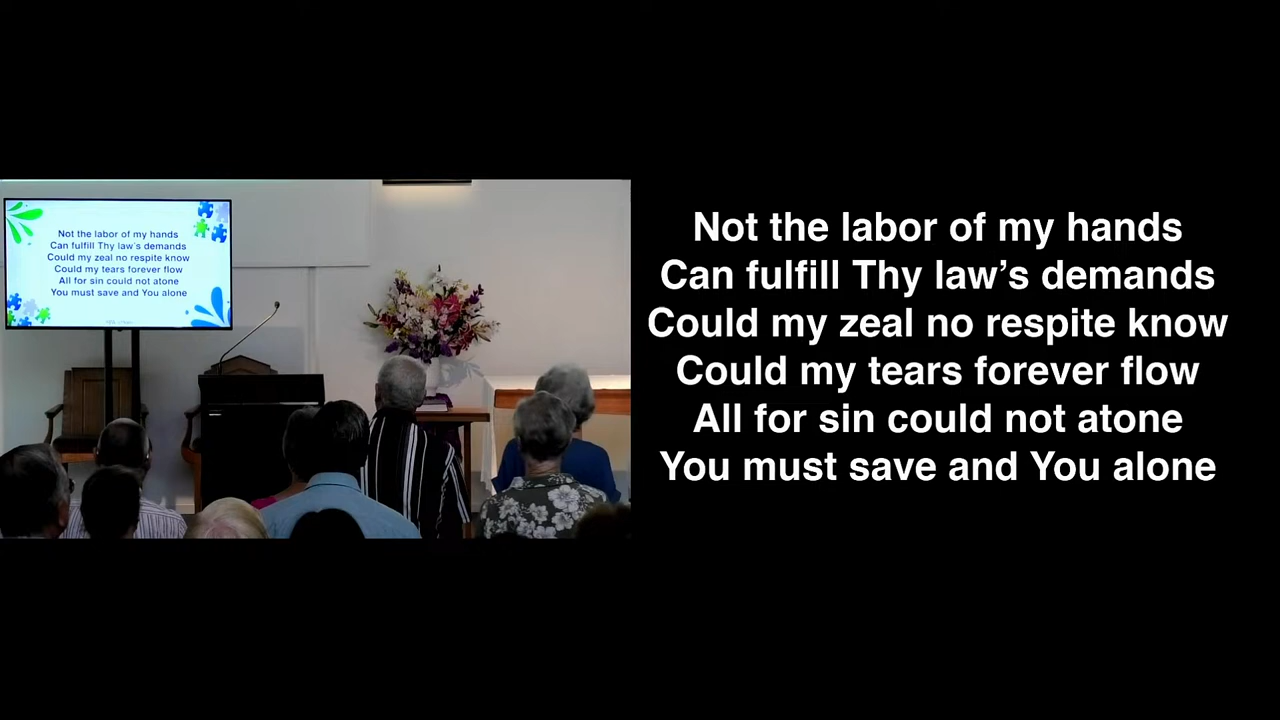 Not the labor of my hands
Can fulfill Thy law's demands
Could my zeal no respite know
Could my tears forever flow
All for sin could not atone
You must save and You alone
Not the labor of my hands
Can fulfill Thy law’s demands
Could my zeal no respite know
Could my tears forever flow
All for sin could not atone
You must save and You alone